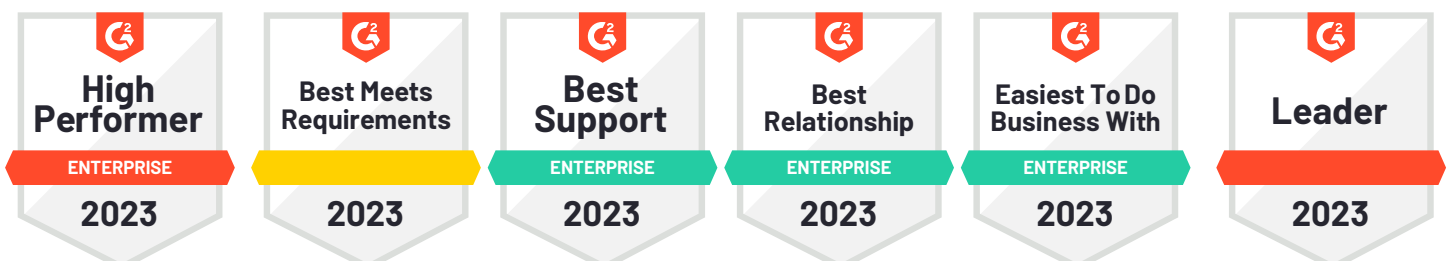 G2
High
Performer
ENTERPRISE
2023
G2
Best Meets
Requirements
2023
G2
Best
Support
ENTERPRISE
2023
G2
Best
Relationship
ENTERPRISE
2023
G2
Easiest To Do
Business With
ENTERPRISE
2023
G2
Leader
2023